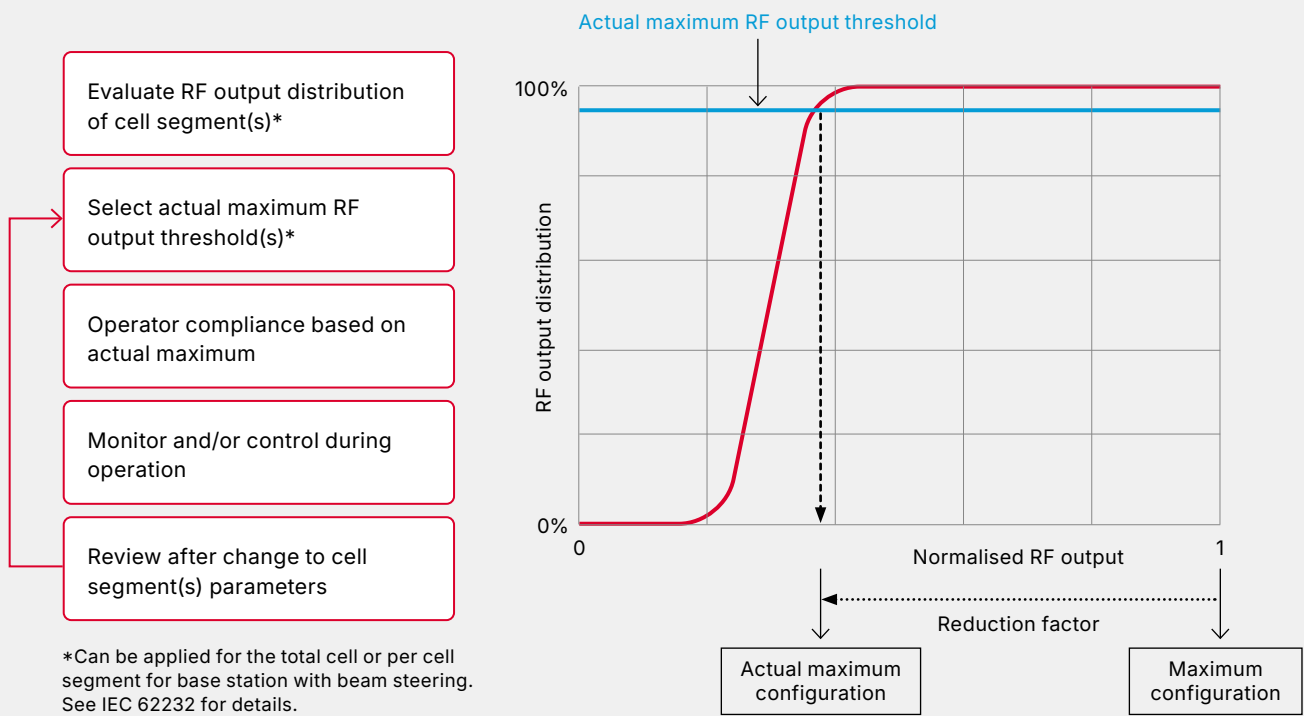 Evaluate RF output distribution
of cell segment(s)*
Select actual maximum RF
output threshold(s)*
Operator compliance based on
actual maximum
Monitor and/or control during
operation
Review after change to cell
segment(s) parameters
*Can be applied for the total cell or per cell
segment for base station with beam steering.
See IEC 62232 for details.
Actual maximum RF output threshold
100%
RF output distribution
0%
0
Normalised RF output
1
Reduction factor
Actual maximum
configuration
Maximum
configuration